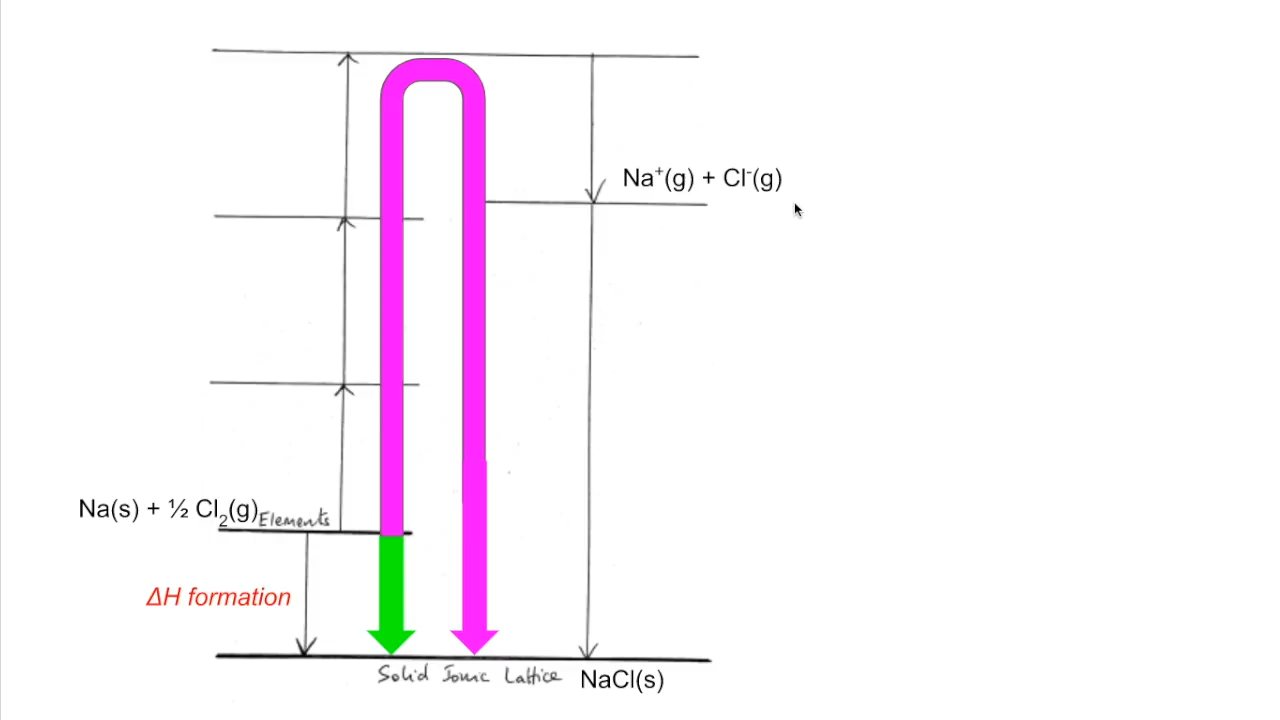 Na⁺(g) + Cl⁻(g)
Na(s) + ½ Cl₂(g)
Elements
ΔH formation
Solid Ionic Lattice
NaCl(s)